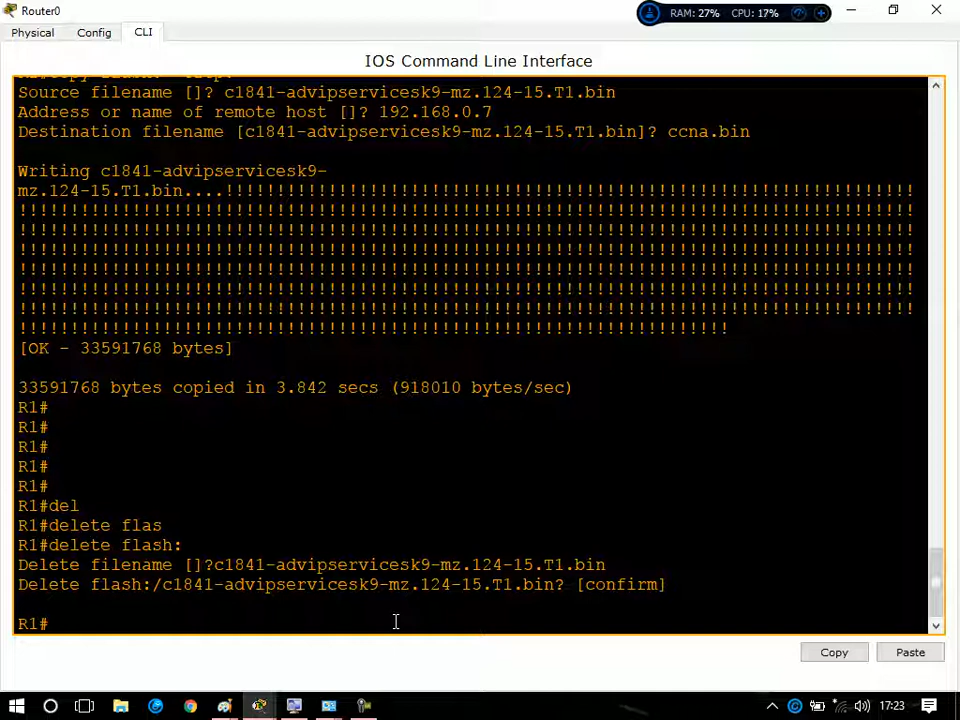 Router0
RAM: 27% CPU: 17%
Physical Config CLI
IOS Command Line Interface
Source filename []? c1841-advipservicesk9-mz.124-15.T1.bin
Address or name of remote host []? 192.168.0.7
Destination filename [c1841-advipservicesk9-mz.124-15.T1.bin]? ccna.bin
Writing c1841-advipservicesk9-
mz.124-15.T1.bin....!!!!!!!!!!!!!!!!!!!!!!!!!!!!!!!!!!!!!!!!!!!!!!!!!!!!!!!!!!!!!!!!!!!
!!!!!!!!!!!!!!!!!!!!!!!!!!!!!!!!!!!!!!!!!!!!!!!!!!!!!!!!!!!!!!!!!!!!!!!!!!!!!!!!!!!!!!!
!!!!!!!!!!!!!!!!!!!!!!!!!!!!!!!!!!!!!!!!!!!!!!!!!!!!!!!!!!!!!!!!!!!!!!!!!!!!!!!!!!!!!!!
!!!!!!!!!!!!!!!!!!!!!!!!!!!!!!!!!!!!!!!!!!!!!!!!!!!!!!!!!!!!!!!!!!!!!!!!!!!!!!!!!!!!!!!
!!!!!!!!!!!!!!!!!!!!!!!!!!!!!!!!!!!!!!!!!!!!!!!!!!!!!!!!!!!!!!!!!!!!!!!!!!!!!!!!!!!!!!!
!!!!!!!!!!!!!!!!!!!!!!!!!!!!!!!!!!!!!!!!!!!!!!!!!!!!!!!!!!!!!!!!!!!!!!!!!!!!!!!!!!!!!!!
!!!!!!!!!!!!!!!!!!!!!!!!!!!!!!!!!!!!!!!!!!!!!!!!!!!!!!!!!!!!!!!!!!!!!!!!!!!!!!!!!!!!!!!
!!!!!!!!!!!!!!!!!!!!!!!!!!!!!!!!!!!!!!!!!!!!!!!!!!!!!!!!!!!!!!!!!!!!!
[OK - 33591768 bytes]
33591768 bytes copied in 3.842 secs (918010 bytes/sec)
R1#
R1#
R1#
R1#
R1#
R1#del
R1#delete flas
R1#delete flash:
Delete filename []?c1841-advipservicesk9-mz.124-15.T1.bin
Delete flash:/c1841-advipservicesk9-mz.124-15.T1.bin? [confirm]
R1#
Copy Paste
17:23